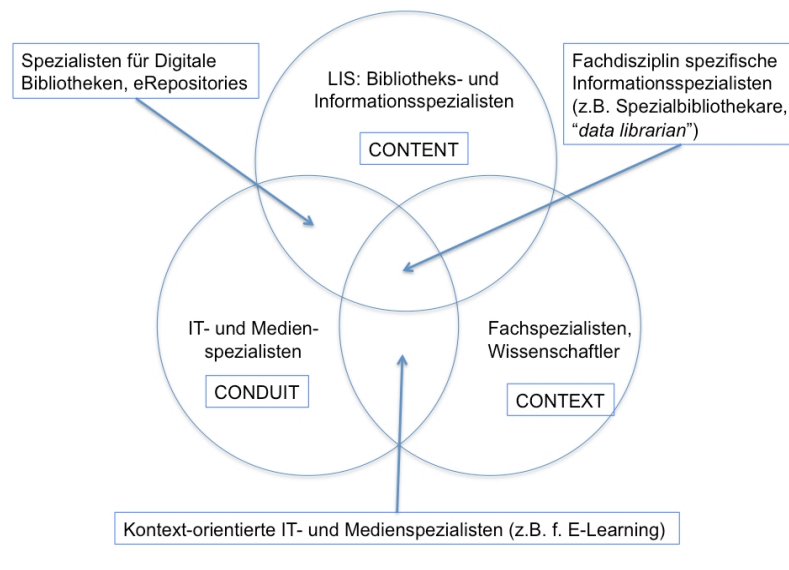 Spezialisten für Digitale
Bibliotheken, eRepositories
LIS: Bibliotheks- und
Informationsspezialisten
CONTENT
Fachdisziplin spezifische
Informationsspezialisten
(z.B. Spezialbibliothekare,
“data librarian”)
IT- und Medien-
spezialisten
CONDUIT
Fachspezialisten,
Wissenschaftler
CONTEXT
Kontext-orientierte IT- und Medienspezialisten (z.B. f. E-Learning)